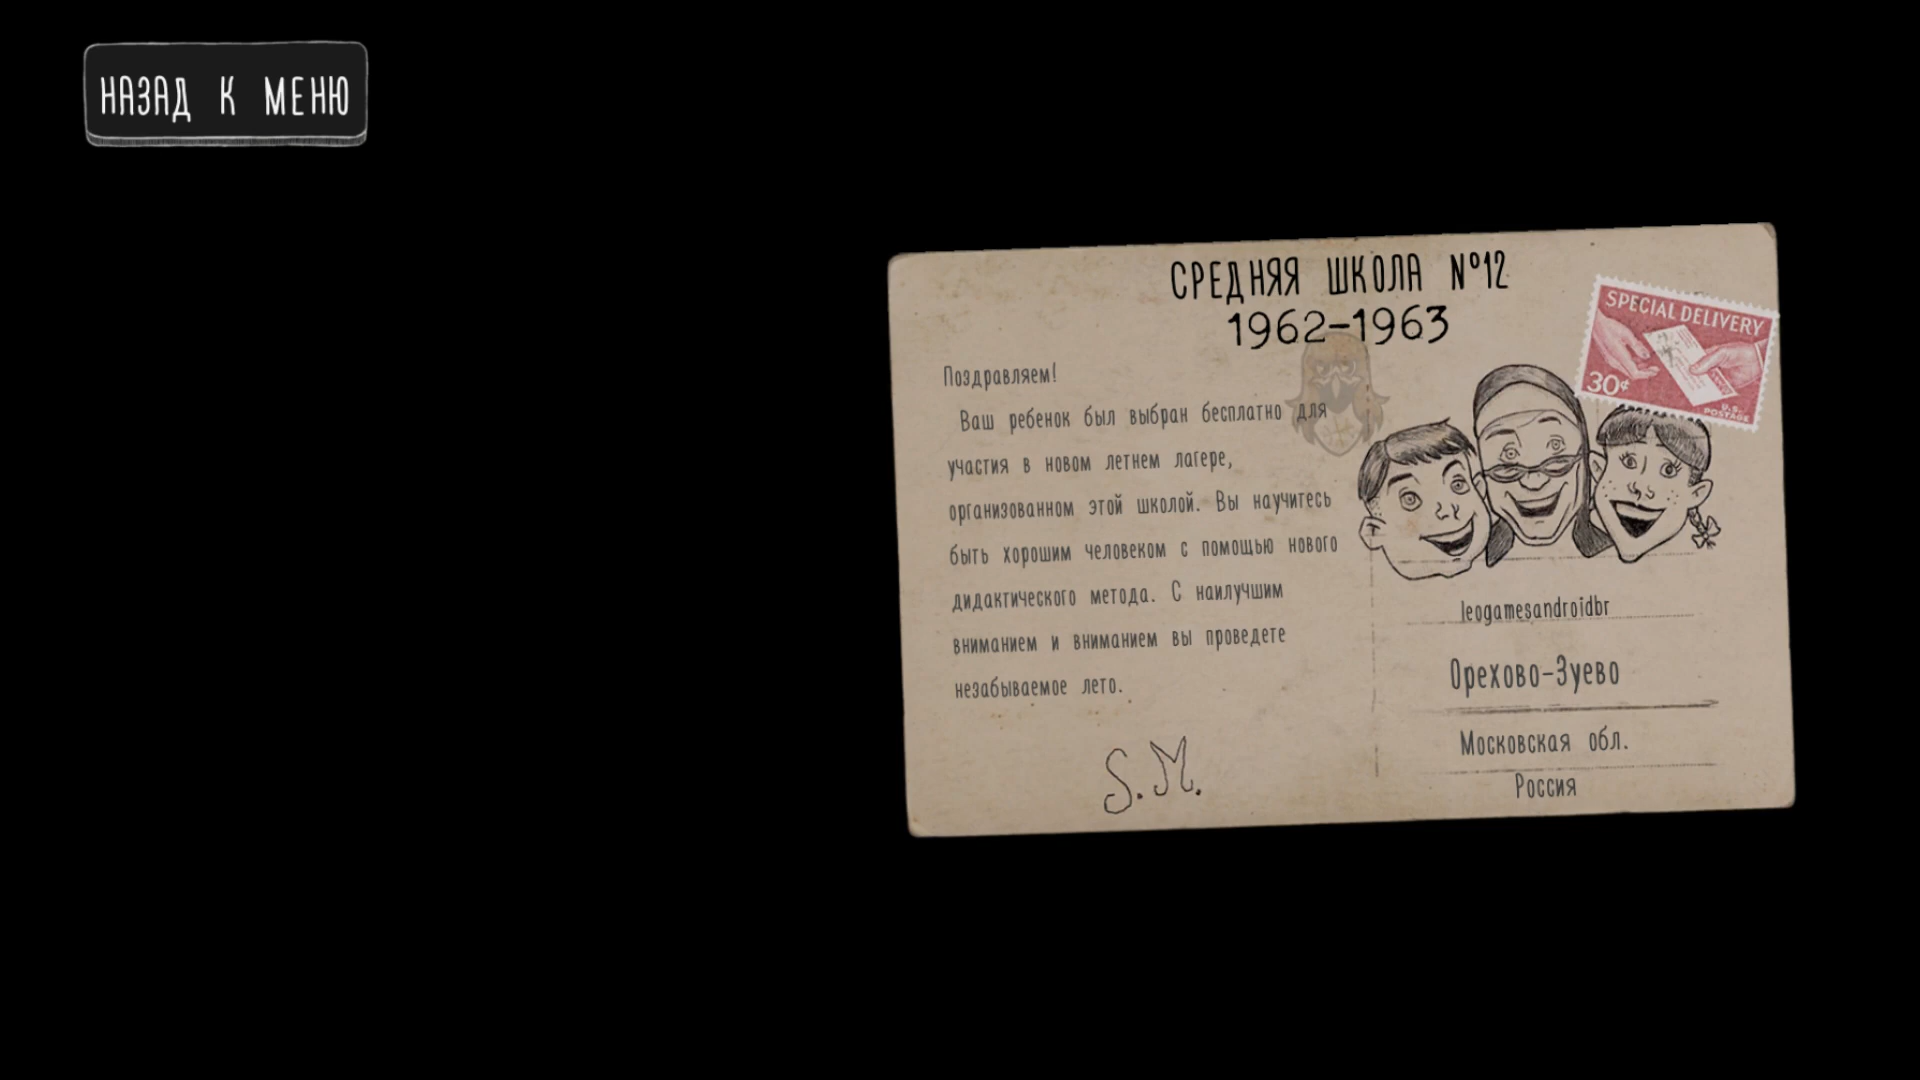 НАЗАД К МЕНЮ
СРЕДНЯЯ ШКОЛА №12
1962-1963
Поздравляем!
Ваш ребенок был выбран бесплатно для
участия в новом летнем лагере,
организованном этой школой. Вы научитесь
быть хорошим человеком с помощью нового
дидактического метода. С наилучшим
вниманием и вниманием вы проведете
незабываемое лето.
S.M.
SPECIAL DELIVERY
30¢
U.S.
POSTAGE
leogamesandroidbr
Орехово-Зуево
Московская обл.
Россия